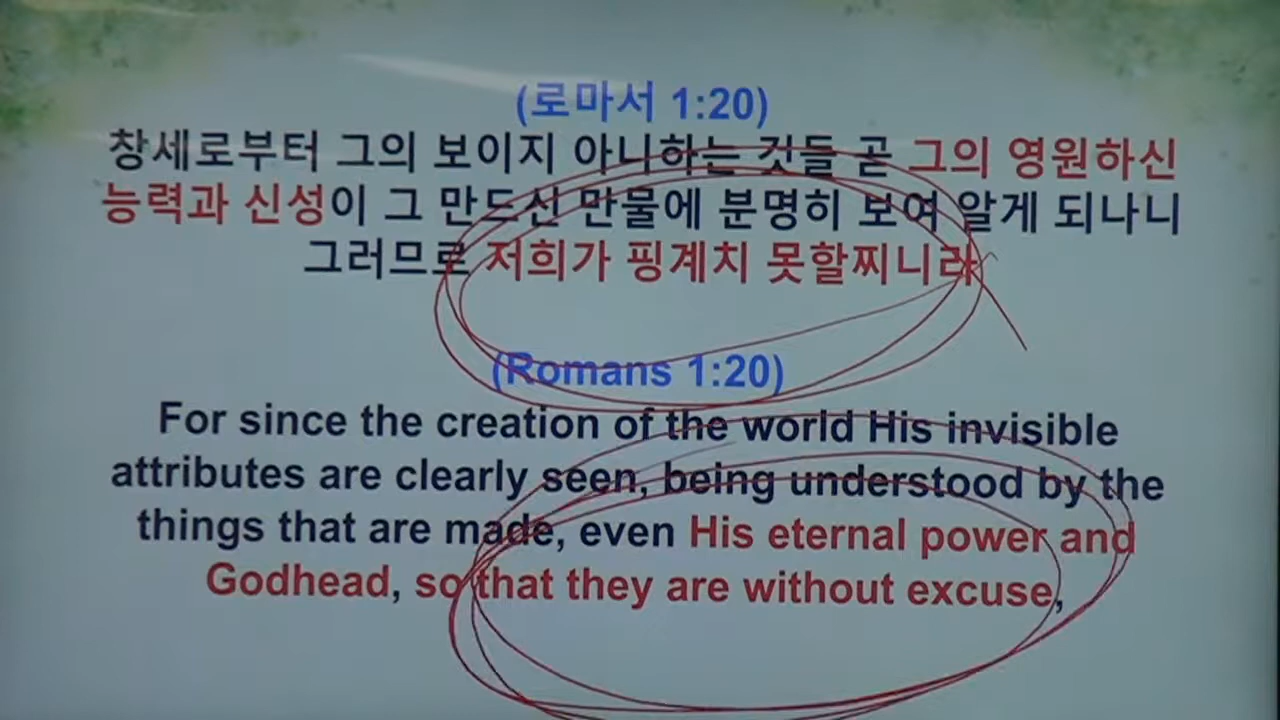 (로마서 1:20)
창세로부터 그의 보이지 아니하는 것들 곧 그의 영원하신
능력과 신성이 그 만드신 만물에 분명히 보여 알게 되나니
그러므로 저희가 핑계치 못할찌니라
(Romans 1:20)
For since the creation of the world His invisible
attributes are clearly seen, being understood by the
things that are made, even His eternal power and
Godhead, so that they are without excuse,